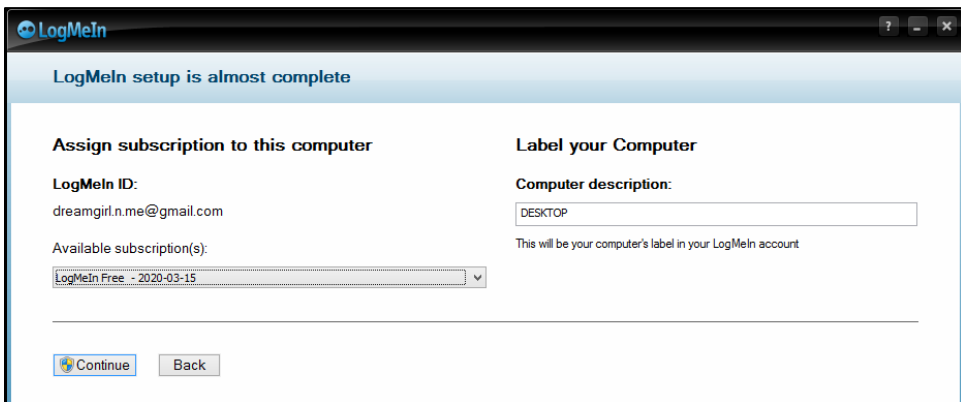 LogMeIn
?
LogMeIn setup is almost complete
Assign subscription to this computer
LogMeIn ID:
dreamgirl.n.me@gmail.com
Available subscription(s):
LogMeIn Free - 2020-03-15
Label your Computer
Computer description:
DESKTOP
This will be your computer's label in your LogMeIn account
Continue
Back